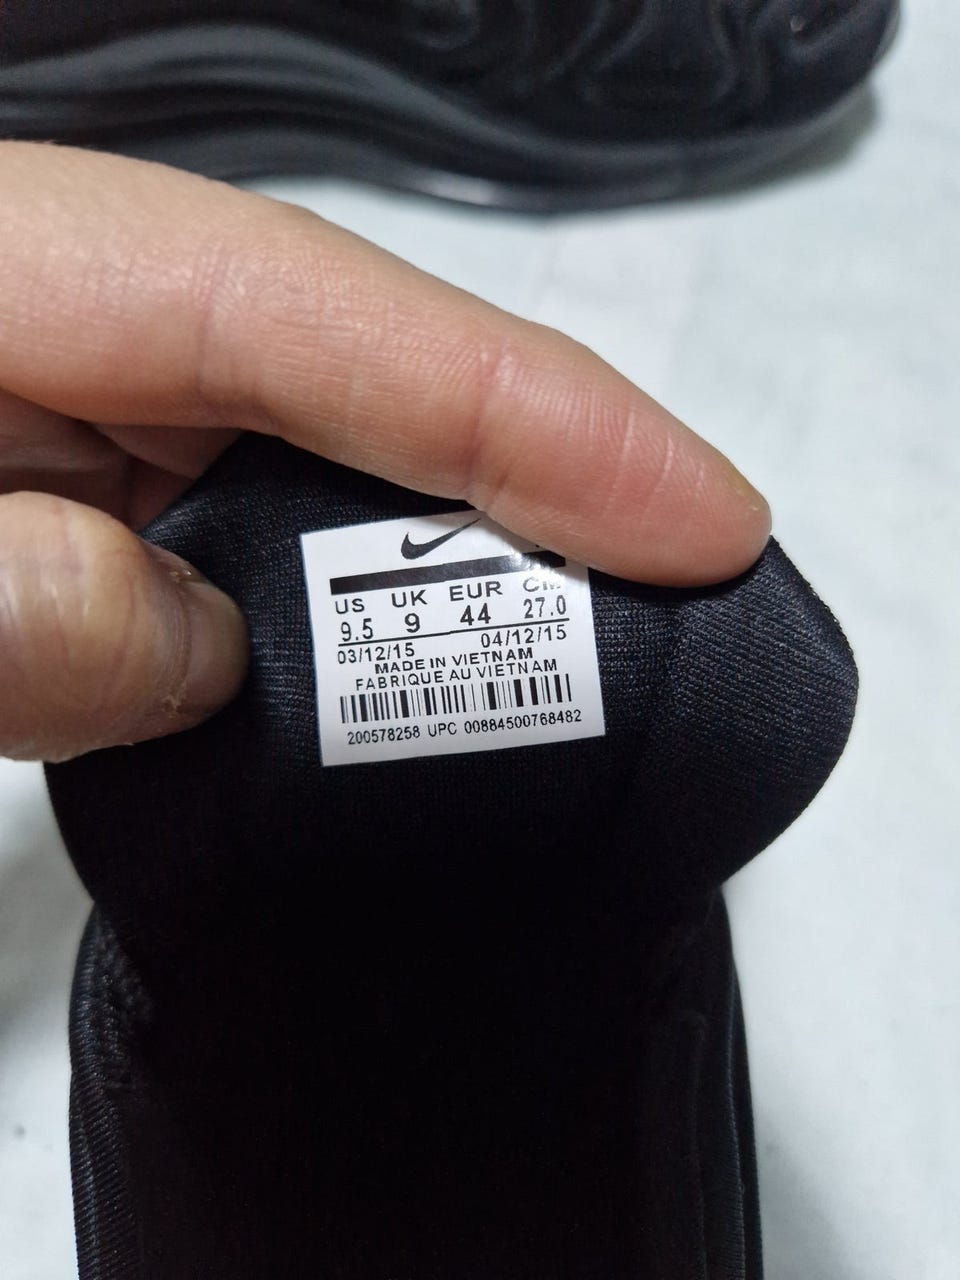 US UK EUR CM
9.5 9 44 27.0
03/12/15 04/12/15
MADE IN VIETNAM
FABRIQUE AU VIETNAM
200578258 UPC 00884500768482